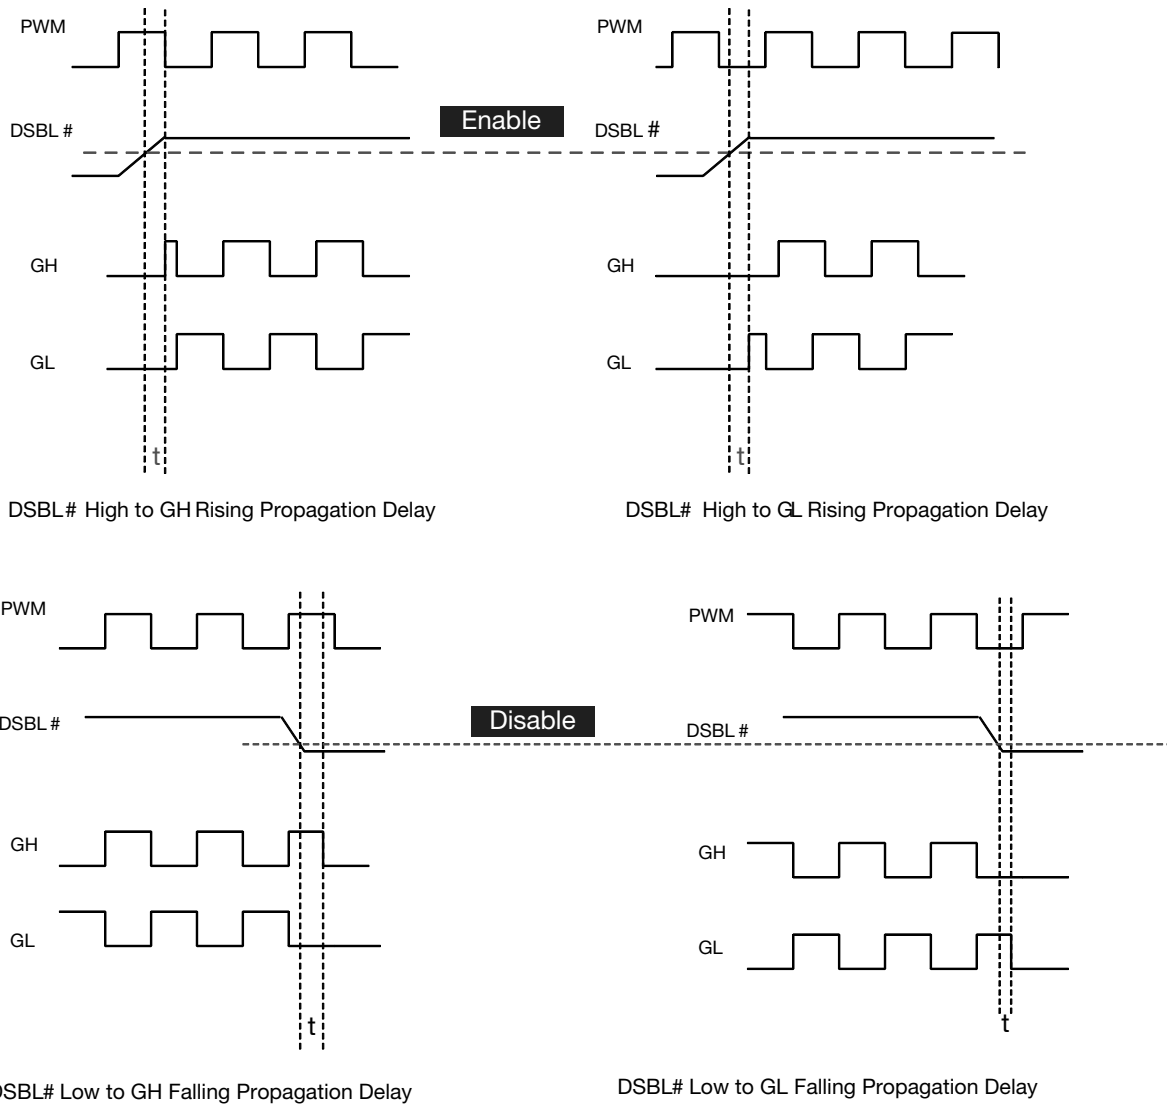 PWM
PWM
DSBL #
Enable
DSBL #
GH
GH
GL
GL
t
t
DSBL# High to GH Rising Propagation Delay
DSBL# High to GL Rising Propagation Delay
PWM
PWM
DSBL #
Disable
DSBL #
GH
GH
GL
GL
t
t
DSBL# Low to GH Falling Propagation Delay
DSBL# Low to GL Falling Propagation Delay